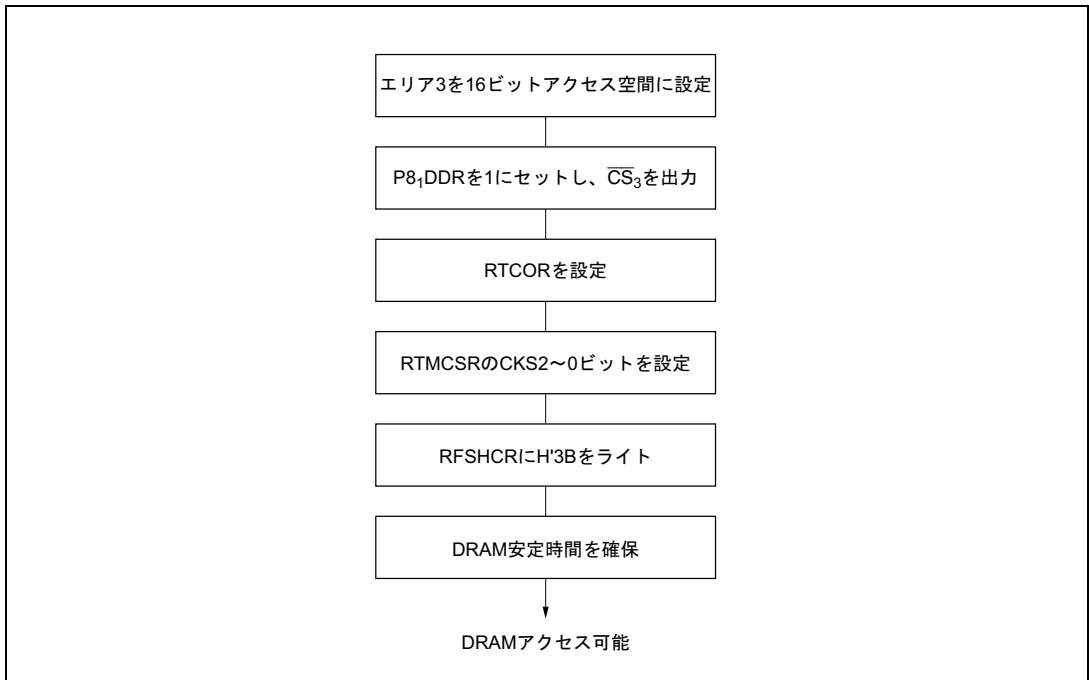 エリア3を16ビットアクセス空間に設定
P8₁DDRを1にセットし、C̅S̅₃を出力
RTCORを設定
RTMCSRのCKS2～0ビットを設定
RFSHCRにH'3Bをライト
DRAM安定時間を確保
DRAMアクセス可能